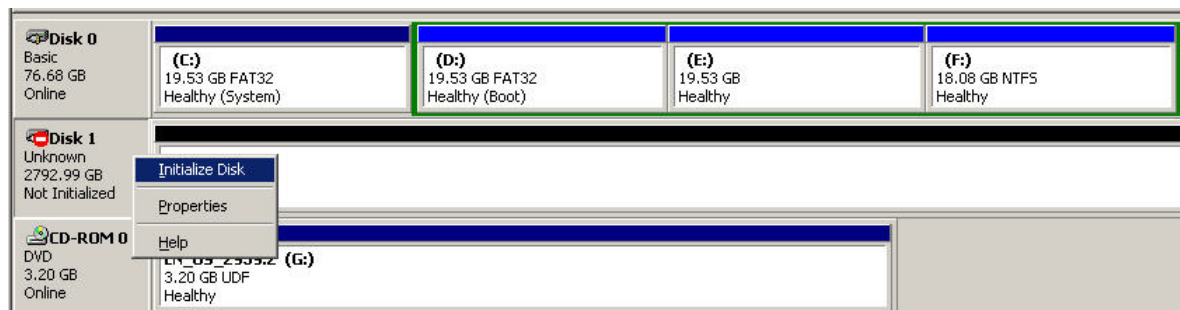 Disk 0
Basic
76.68 GB
Online
(C:)
19.53 GB FAT32
Healthy (System)
(D:)
19.53 GB FAT32
Healthy (Boot)
(E:)
19.53 GB
Healthy
(F:)
18.08 GB NTFS
Healthy
Disk 1
Unknown
2792.99 GB
Not Initialized
Initialize Disk
Properties
Help
CD-ROM 0
DVD
3.20 GB
Online
(G:)
3.20 GB UDF
Healthy